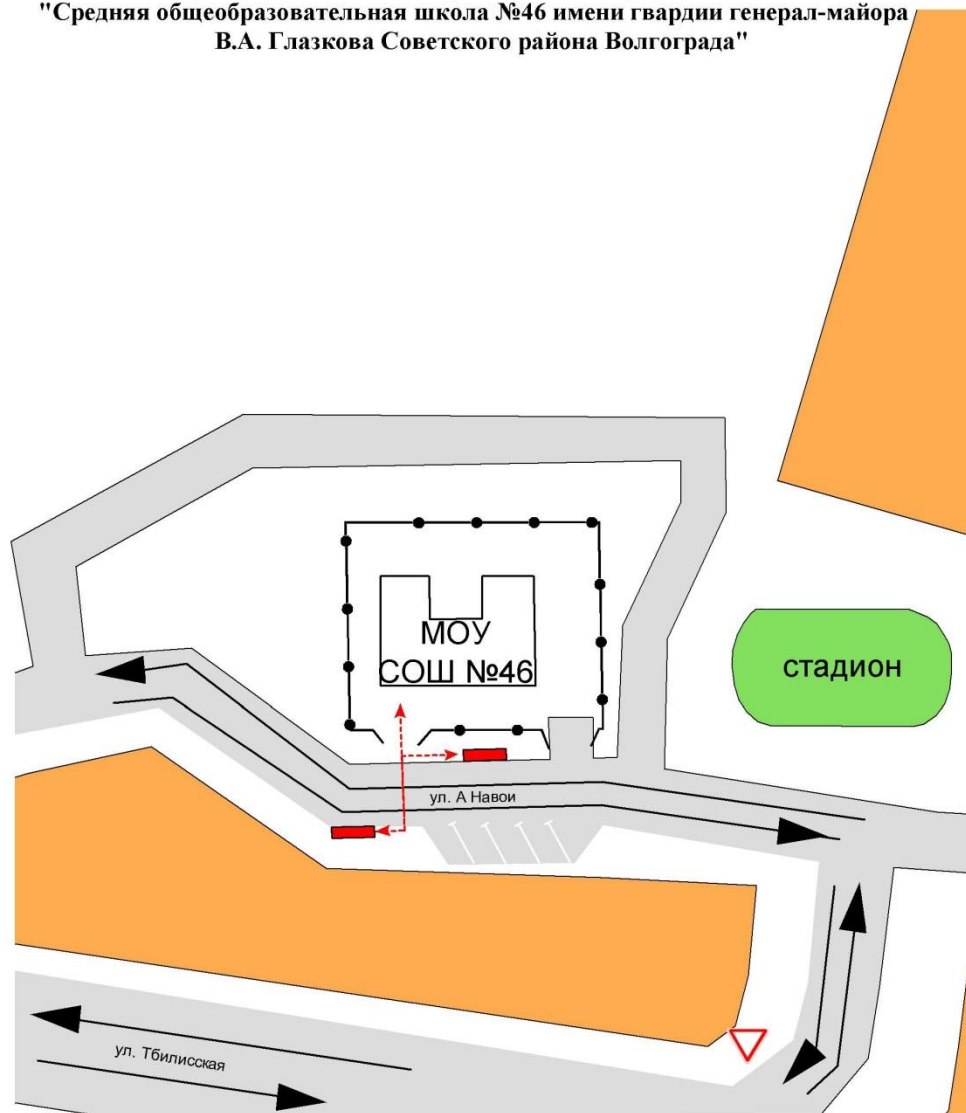 "Средняя общеобразовательная школа №46 имени гвардии генерал-майора
В.А. Глазкова Советского района Волгограда"
МОУ
СОШ №46
стадион
ул. А Навои
ул. Тбилисская